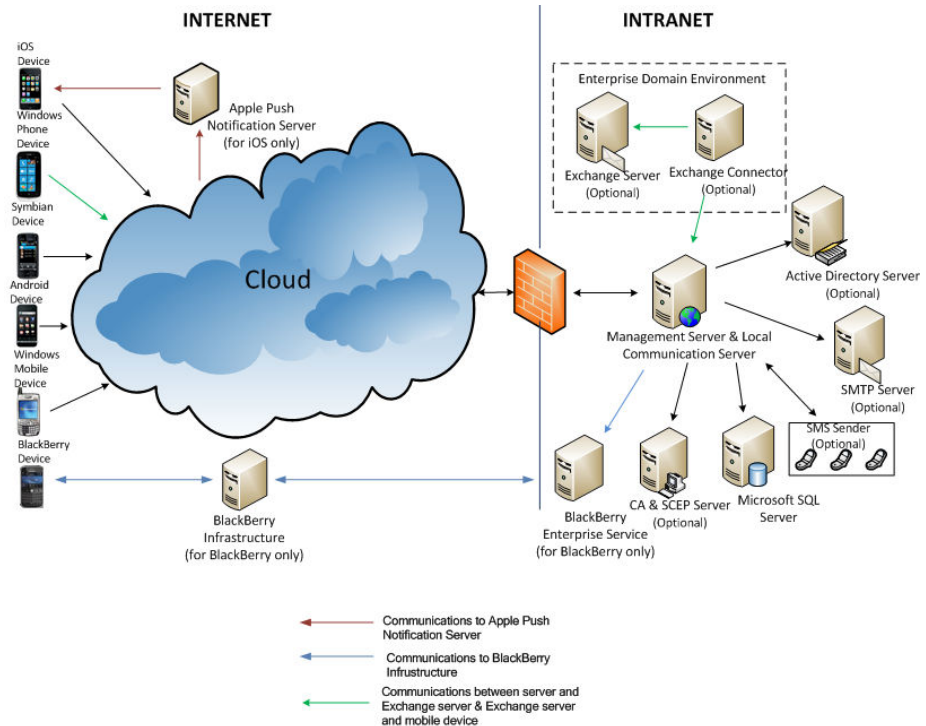 INTERNET
INTRANET
iOS
Device
Windows
Phone
Device
Symbian
Device
Android
Device
Windows
Mobile
Device
BlackBerry
Device
Apple Push
Notification Server
(for iOS only)
Cloud
BlackBerry
Infrastructure
(for BlackBerry only)
Enterprise Domain Environment
Exchange Server
(Optional)
Exchange Connector
(Optional)
Active Directory Server
(Optional)
Management Server & Local
Communication Server
SMTP Server
(Optional)
SMS Sender
(Optional)
BlackBerry
Enterprise Service
(for BlackBerry only)
CA & SCEP Server
(Optional)
Microsoft SQL
Server
Communications to Apple Push
Notification Server
Communications to BlackBerry
Infrustructure
Communications between server and
Exchange server & Exchange server
and mobile device